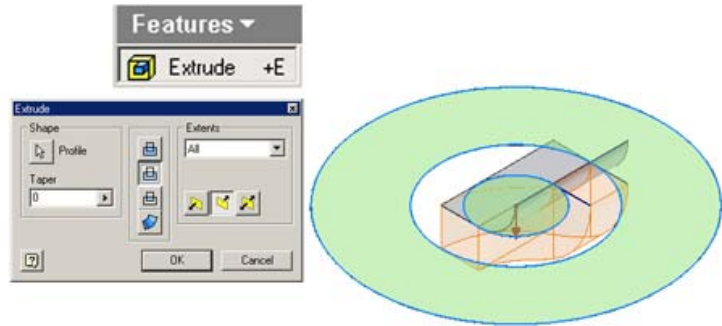 Features
Extrude +E
Extrude
Shape
Profile
Taper
0
Extents
All
?
OK
Cancel